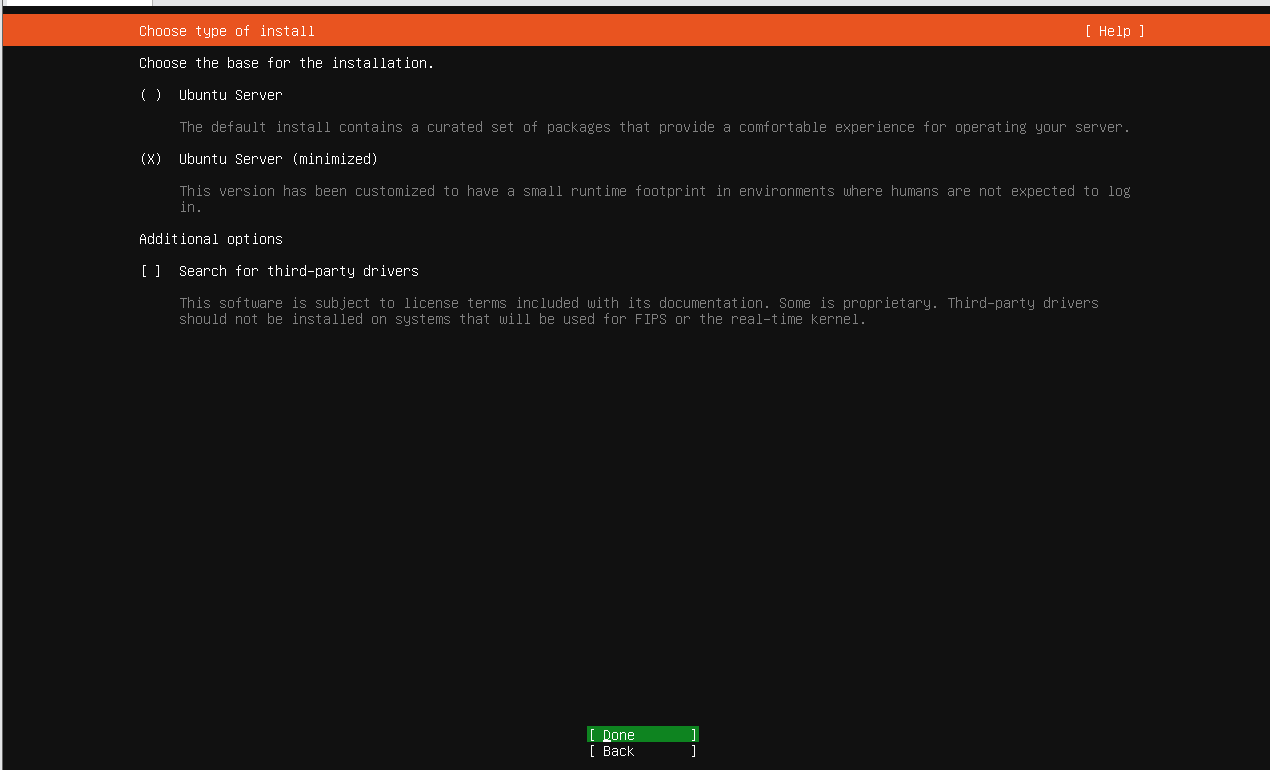 Choose type of install [ Help ]
Choose the base for the installation.
( ) Ubuntu Server
The default install contains a curated set of packages that provide a comfortable experience for operating your server.
(X) Ubuntu Server (minimized)
This version has been customized to have a small runtime footprint in environments where humans are not expected to log
in.
Additional options
[ ] Search for third-party drivers
This software is subject to license terms included with its documentation. Some is proprietary. Third-party drivers
should not be installed on systems that will be used for FIPS or the real-time kernel.
[ Done ]
[ Back ]